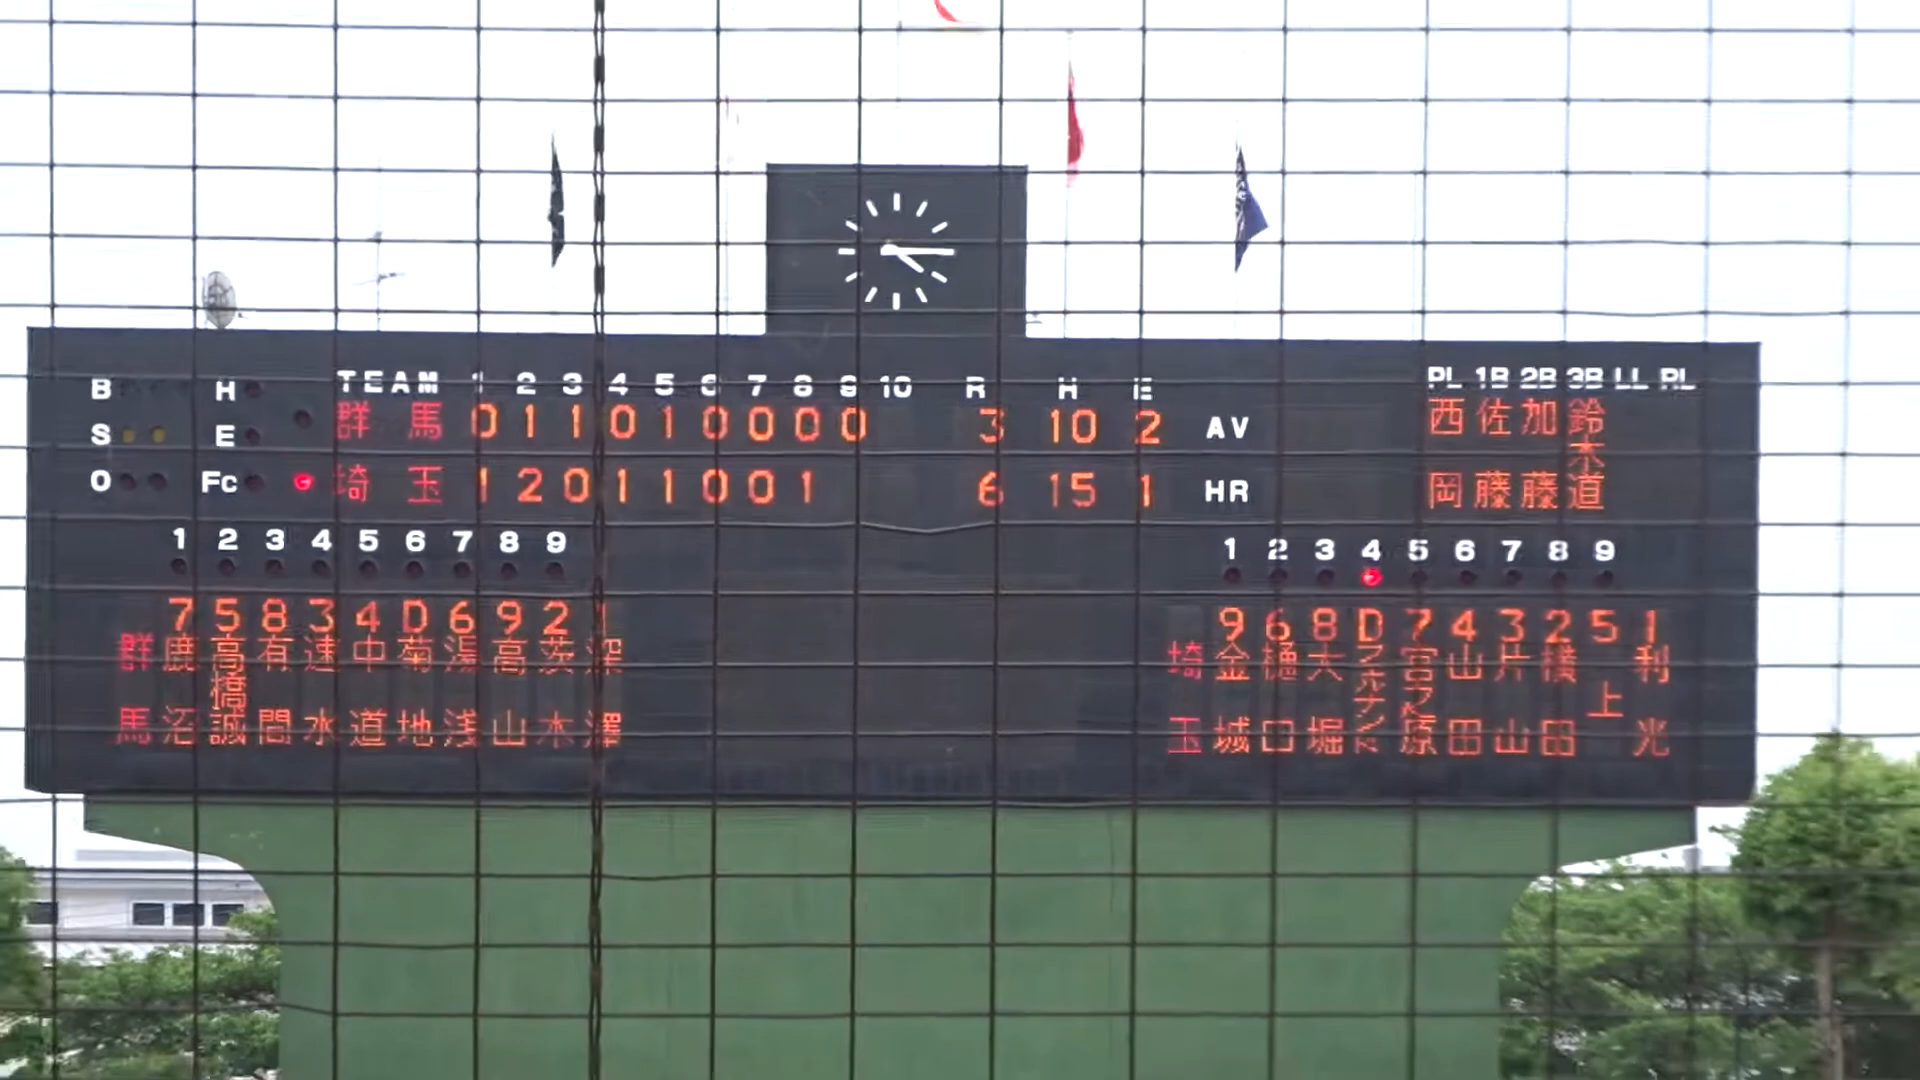 B H TEAM 1 2 3 4 5 6 7 8 9 10 R H E PL 1B 2B 3B LL RL
S E 群馬 0 1 1 0 1 0 0 0 0 3 10 2 AV 西岡 佐藤 加藤 鈴木道
O Fc 埼玉 1 2 0 1 1 0 0 1 6 15 1 HR
1 2 3 4 5 6 7 8 9
7 5 8 3 4 D 6 9 2 1
群馬 鹿沼 高橋誠 有間 速水 中道 菊地 湯浅 高山 茨木 深澤
1 2 3 4 5 6 7 8 9
9 6 8 D 7 4 3 2 5 1
埼玉 金城 樋口 大堀 宮原 山田 片山 横田 上 利光